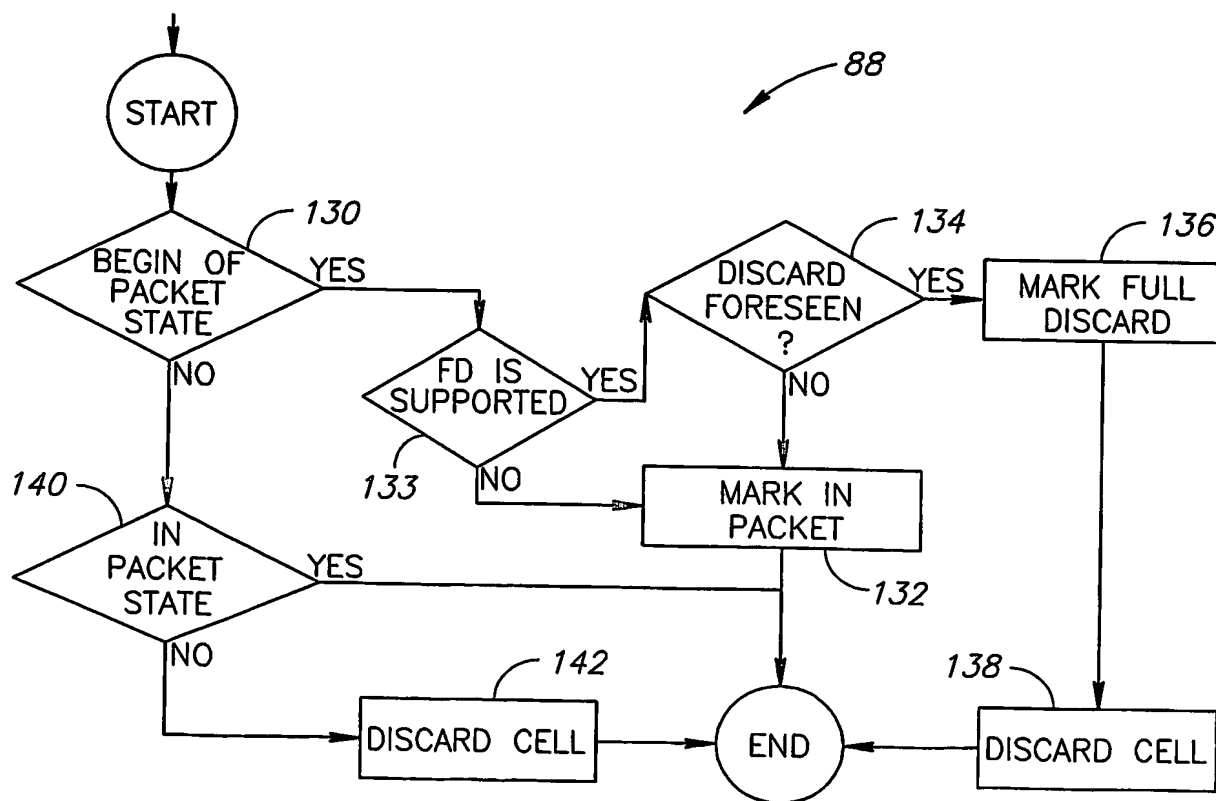 88
START
130
BEGIN OF
PACKET
STATE
YES
NO
134
DISCARD
FORESEEN
?
YES
NO
136
MARK FULL
DISCARD
FD IS
SUPPORTED
YES
NO
133
MARK IN
PACKET
132
140
IN
PACKET
STATE
YES
NO
142
DISCARD CELL
END
138
DISCARD CELL